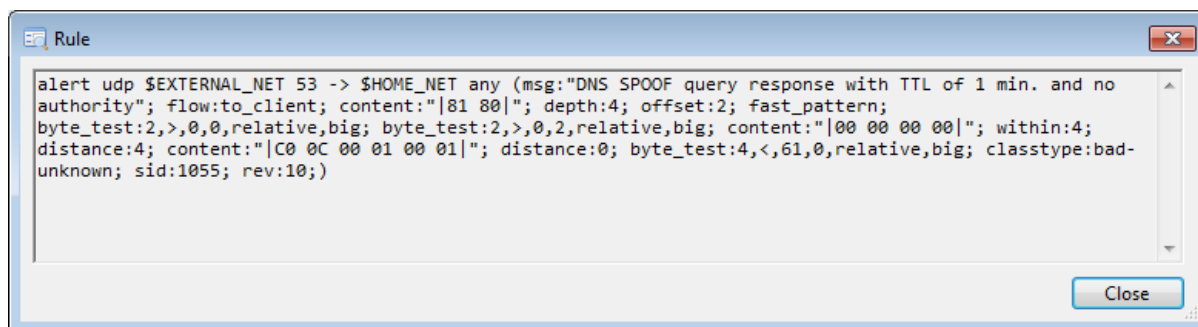 Rule
alert udp $EXTERNAL_NET 53 -> $HOME_NET any (msg:"DNS SPOOF query response with TTL of 1 min. and no
authority"; flow:to_client; content:"|81 80|"; depth:4; offset:2; fast_pattern;
byte_test:2,>,0,0,relative,big; byte_test:2,>,0,2,relative,big; content:"|00 00 00 00|"; within:4;
distance:4; content:"|C0 0C 00 01 00 01|"; distance:0; byte_test:4,<,61,0,relative,big; classtype:bad-
unknown; sid:1055; rev:10;)
Close